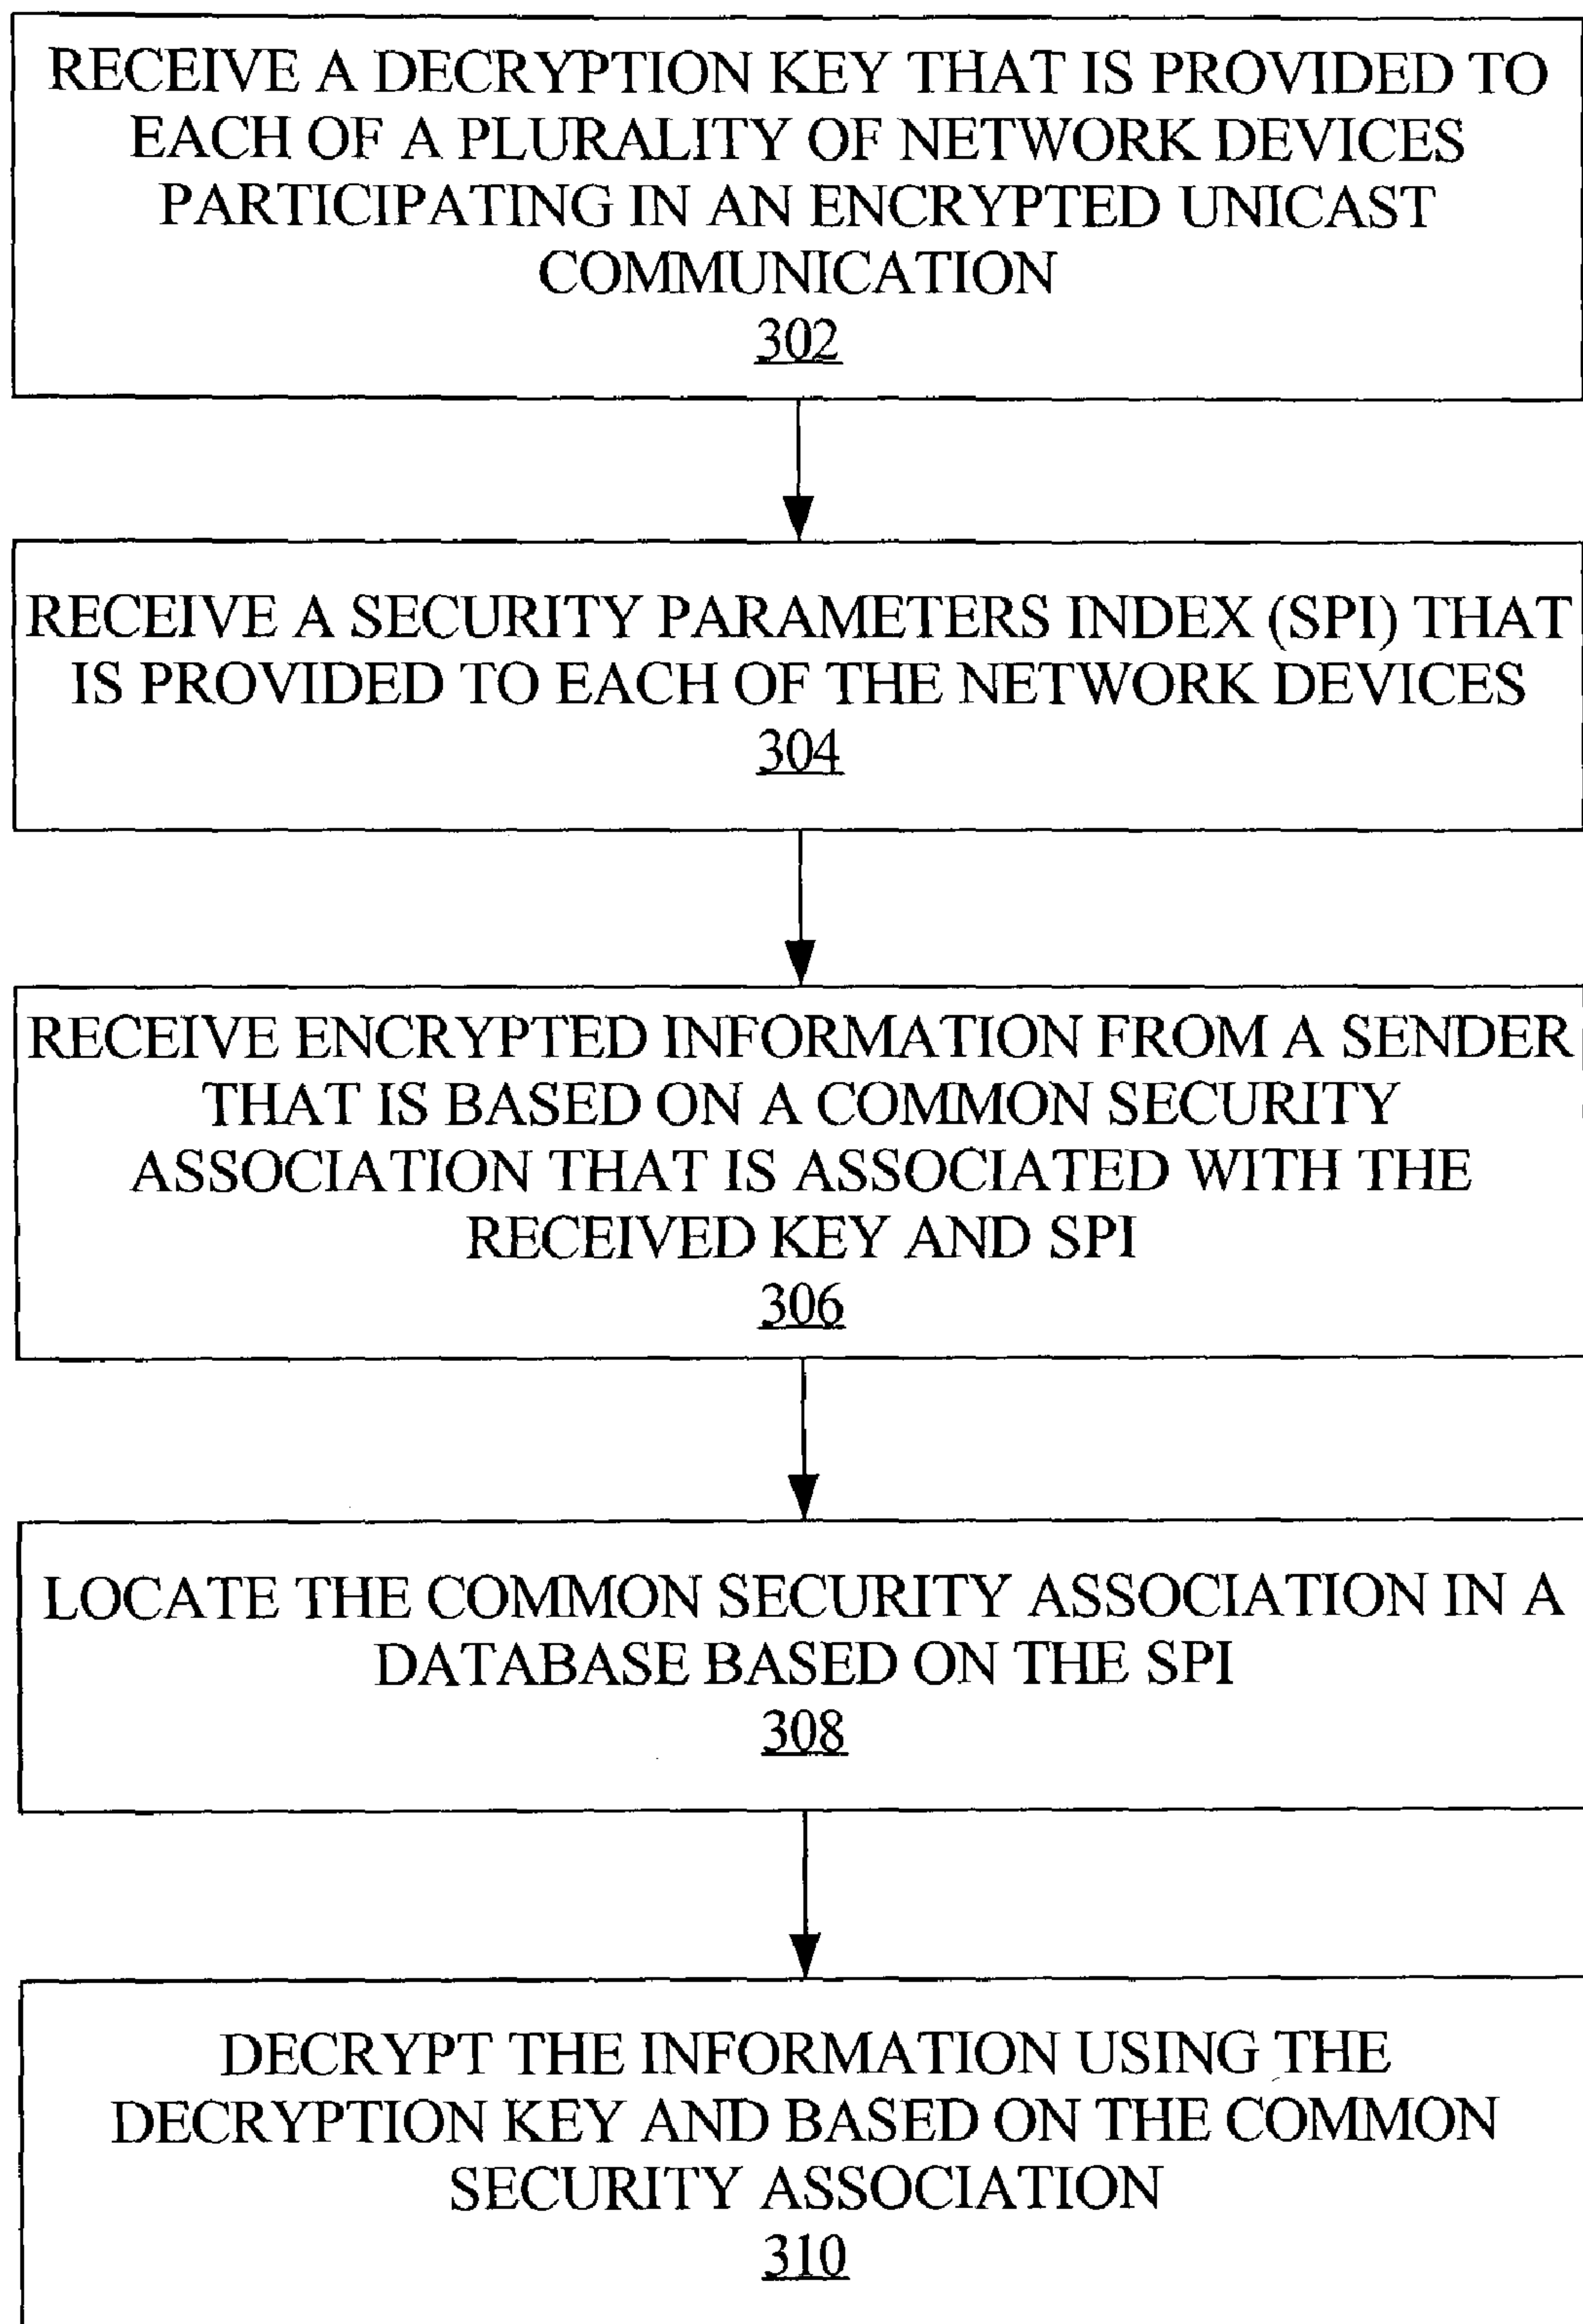 RECEIVE A DECRYPTION KEY THAT IS PROVIDED TO
EACH OF A PLURALITY OF NETWORK DEVICES
PARTICIPATING IN AN ENCRYPTED UNICAST
COMMUNICATION
302
RECEIVE A SECURITY PARAMETERS INDEX (SPI) THAT
IS PROVIDED TO EACH OF THE NETWORK DEVICES
304
RECEIVE ENCRYPTED INFORMATION FROM A SENDER
THAT IS BASED ON A COMMON SECURITY
ASSOCIATION THAT IS ASSOCIATED WITH THE
RECEIVED KEY AND SPI
306
LOCATE THE COMMON SECURITY ASSOCIATION IN A
DATABASE BASED ON THE SPI
308
DECRYPT THE INFORMATION USING THE
DECRYPTION KEY AND BASED ON THE COMMON
SECURITY ASSOCIATION
310